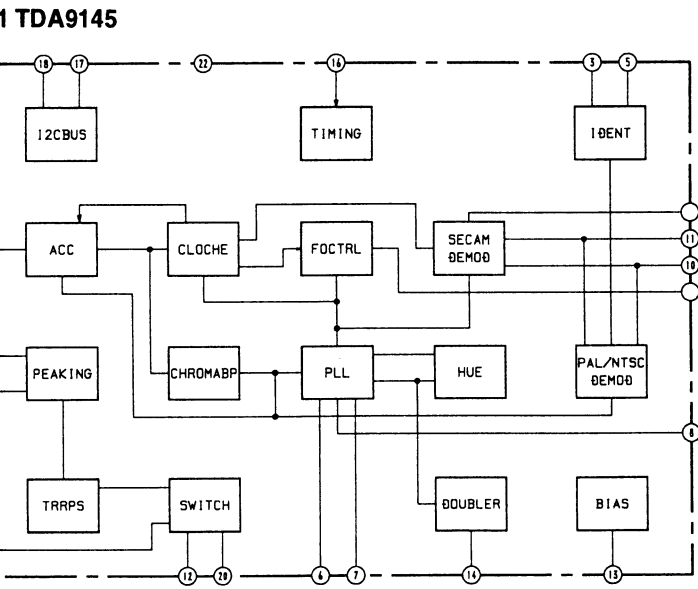 1 TDA9145
18 17 22 16 3 5
I2CBUS TIMING IDENT
ACC CLOCHE FOCTRL SECAM
DEMOD
11
10
PEAKING CHROMABP PLL HUE PAL/NTSC
DEMOD
8
TRRPS SWITCH DOUBLER BIAS
12 20 6 7 14 13